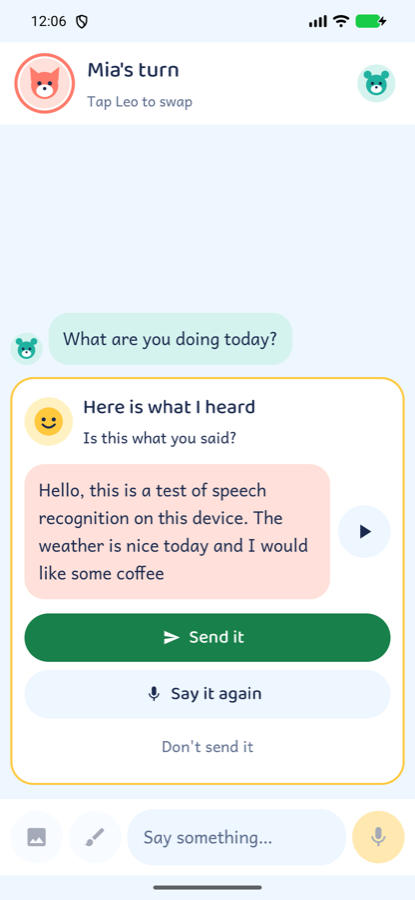 12:06
Mia's turn
Tap Leo to swap
What are you doing today?
Here is what I heard
Is this what you said?
Hello, this is a test of speech
recognition on this device. The
weather is nice today and I would
like some coffee
Send it
Say it again
Don't send it
Say something...